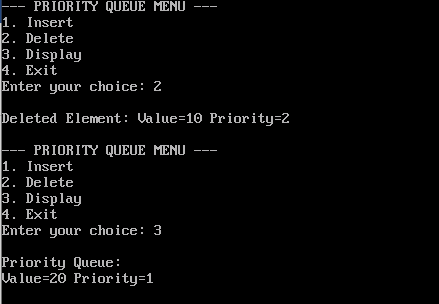 --- PRIORITY QUEUE MENU ---
1. Insert
2. Delete
3. Display
4. Exit
Enter your choice: 2
Deleted Element: Value=10 Priority=2
--- PRIORITY QUEUE MENU ---
1. Insert
2. Delete
3. Display
4. Exit
Enter your choice: 3
Priority Queue:
Value=20 Priority=1